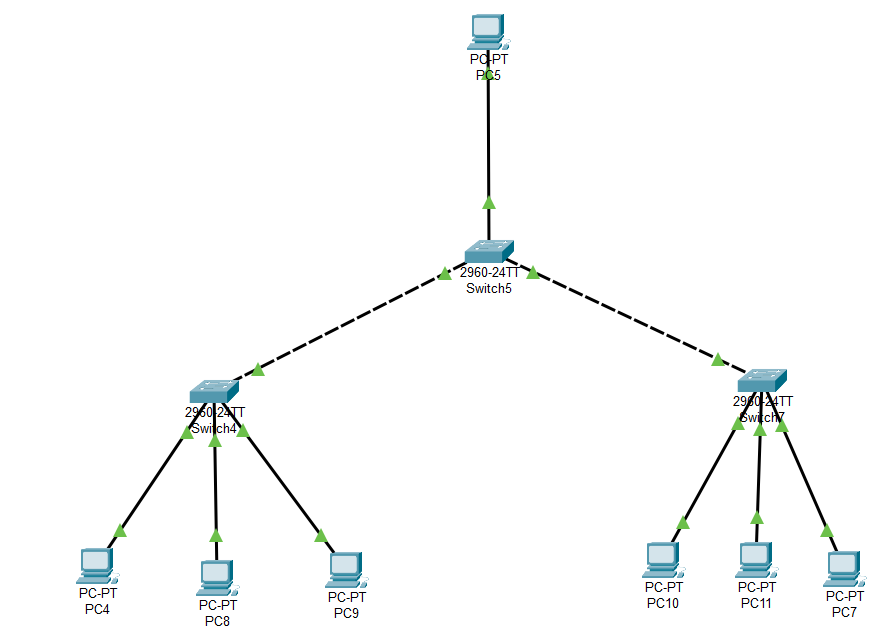 PC-PT
PC5
2960-24TT
Switch5
2960-24TT
Switch4
2960-24TT
Switch7
PC-PT
PC4
PC-PT
PC8
PC-PT
PC9
PC-PT
PC10
PC-PT
PC11
PC-PT
PC7